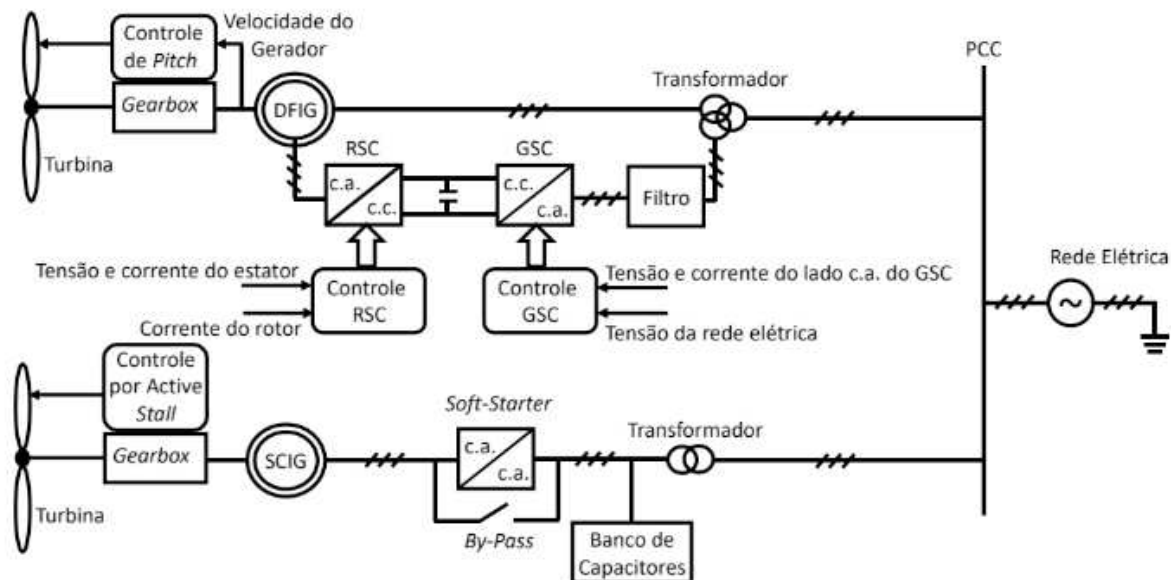 Controle
de Pitch
Velocidade do
Gerador
Gearbox
DFIG
Turbina
RSC
GSC
c.a.
c.c.
c.c.
c.a.
Filtro
Transformador
PCC
Tensão e corrente do estator
Corrente do rotor
Controle
RSC
Controle
GSC
Tensão e corrente do lado c.a. do GSC
Tensão da rede elétrica
Rede Elétrica
~
Controle
por Active
Stall
Gearbox
SCIG
Turbina
Soft-Starter
c.a.
c.a.
By-Pass
Banco de
Capacitores
Transformador